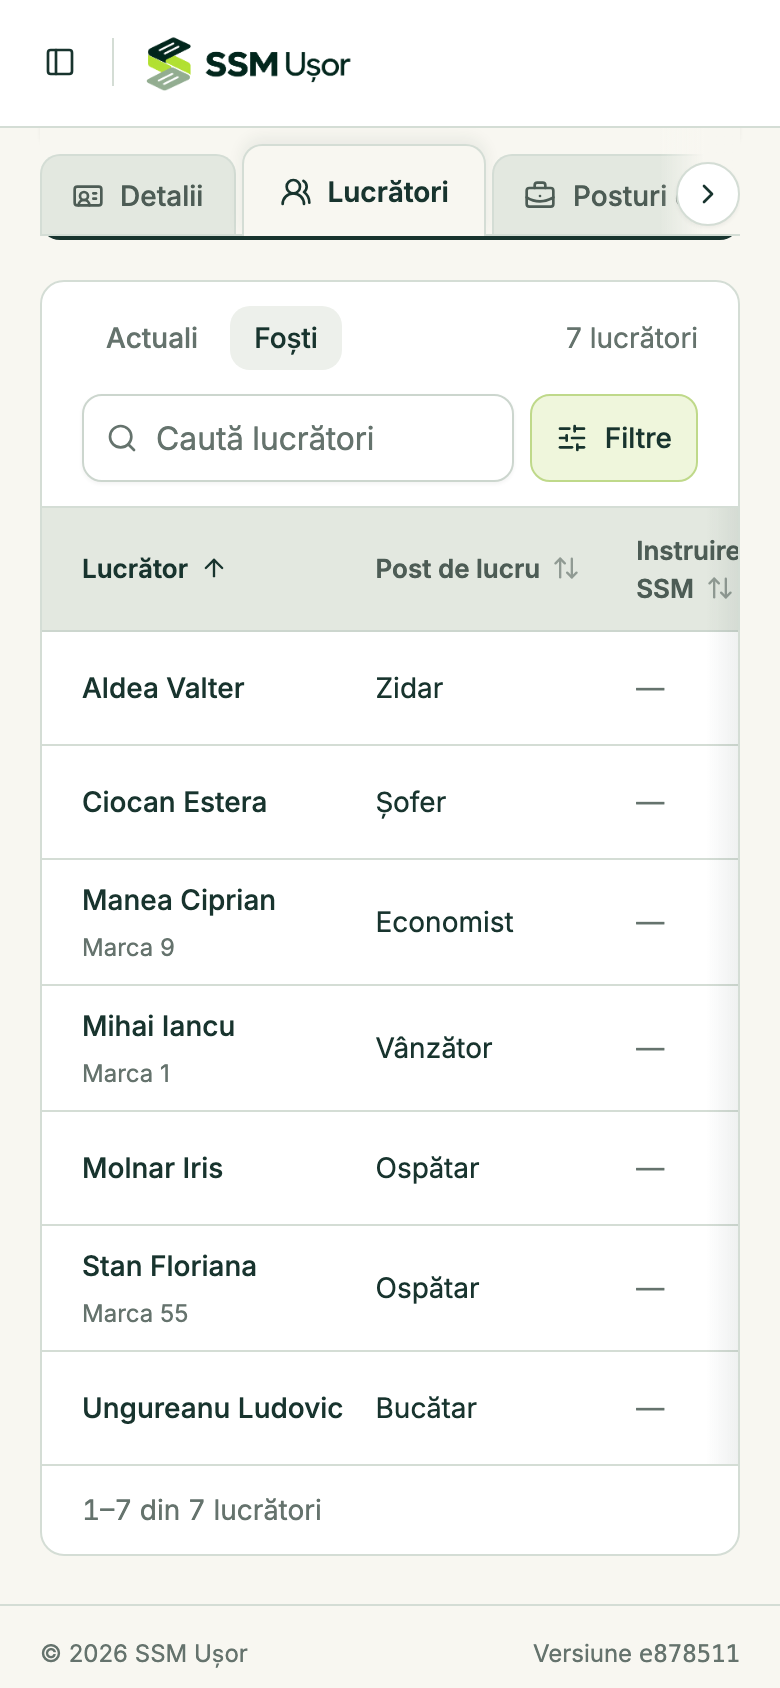 SSM Ușor
Detalii
Lucrători
Posturi
Actuali
Foști
7 lucrători
Caută lucrători
Filtre
Lucrător
Post de lucru
Instruire
SSM
Aldea Valter
Zidar
—
Ciocan Estera
Șofer
—
Manea Ciprian
Marca 9
Economist
—
Mihai Iancu
Marca 1
Vânzător
—
Molnar Iris
Ospătar
—
Stan Floriana
Marca 55
Ospătar
—
Ungureanu Ludovic
Bucătar
—
1–7 din 7 lucrători
© 2026 SSM Ușor
Versiune e878511